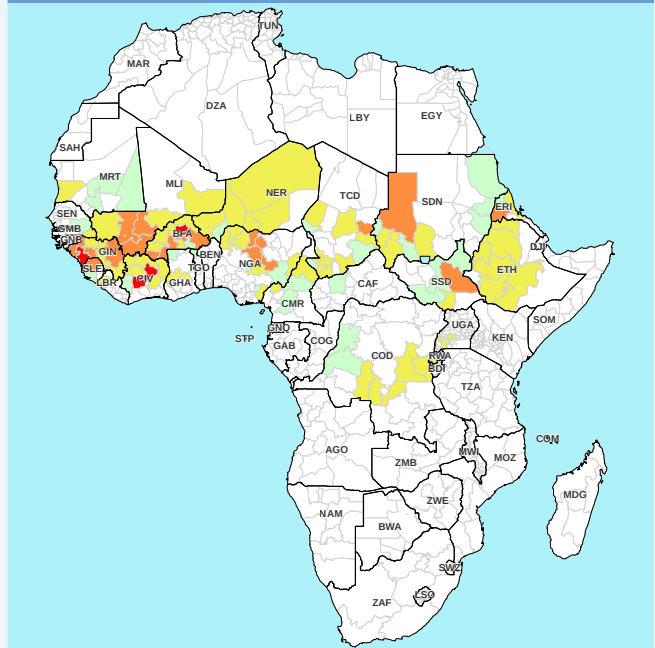 TUN
MAR
DZA
LBY
EGY
SAH
MRT
MLI
NER
TCD
SDN
ERI
SEN
GMB
GNB
BFA
GIN
BEN
NGA
DJI
SLE
CIV
TGO
GHA
LBR
ETH
CAF
SSD
CMR
SOM
GNQ
STP
GAB
COG
COD
UGA
KEN
RWA
BDI
TZA
COM
AGO
ZMB
MWI
MOZ
MDG
ZWE
NAM
BWA
SWZ
LSO
ZAF